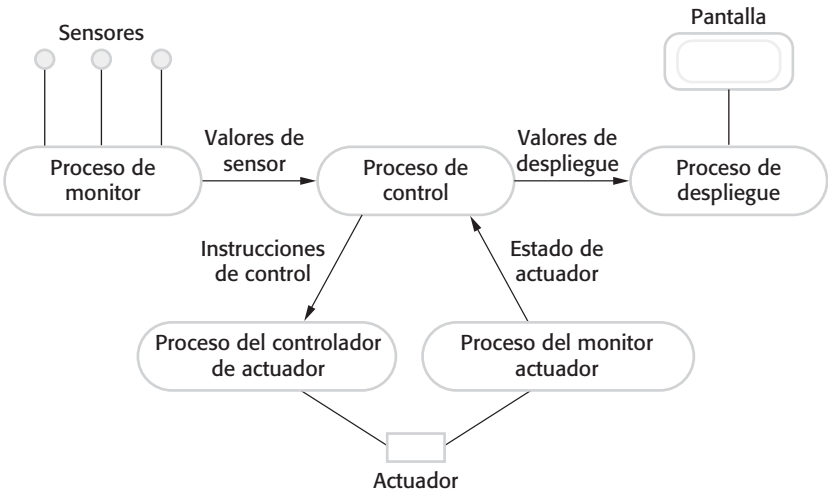 Pantalla
Sensores
Proceso de
monitor
Valores de
sensor
Proceso de
control
Valores de
despliegue
Proceso de
despliegue
Instrucciones
de control
Estado de
actuador
Proceso del controlador
de actuador
Proceso del monitor
actuador
Actuador